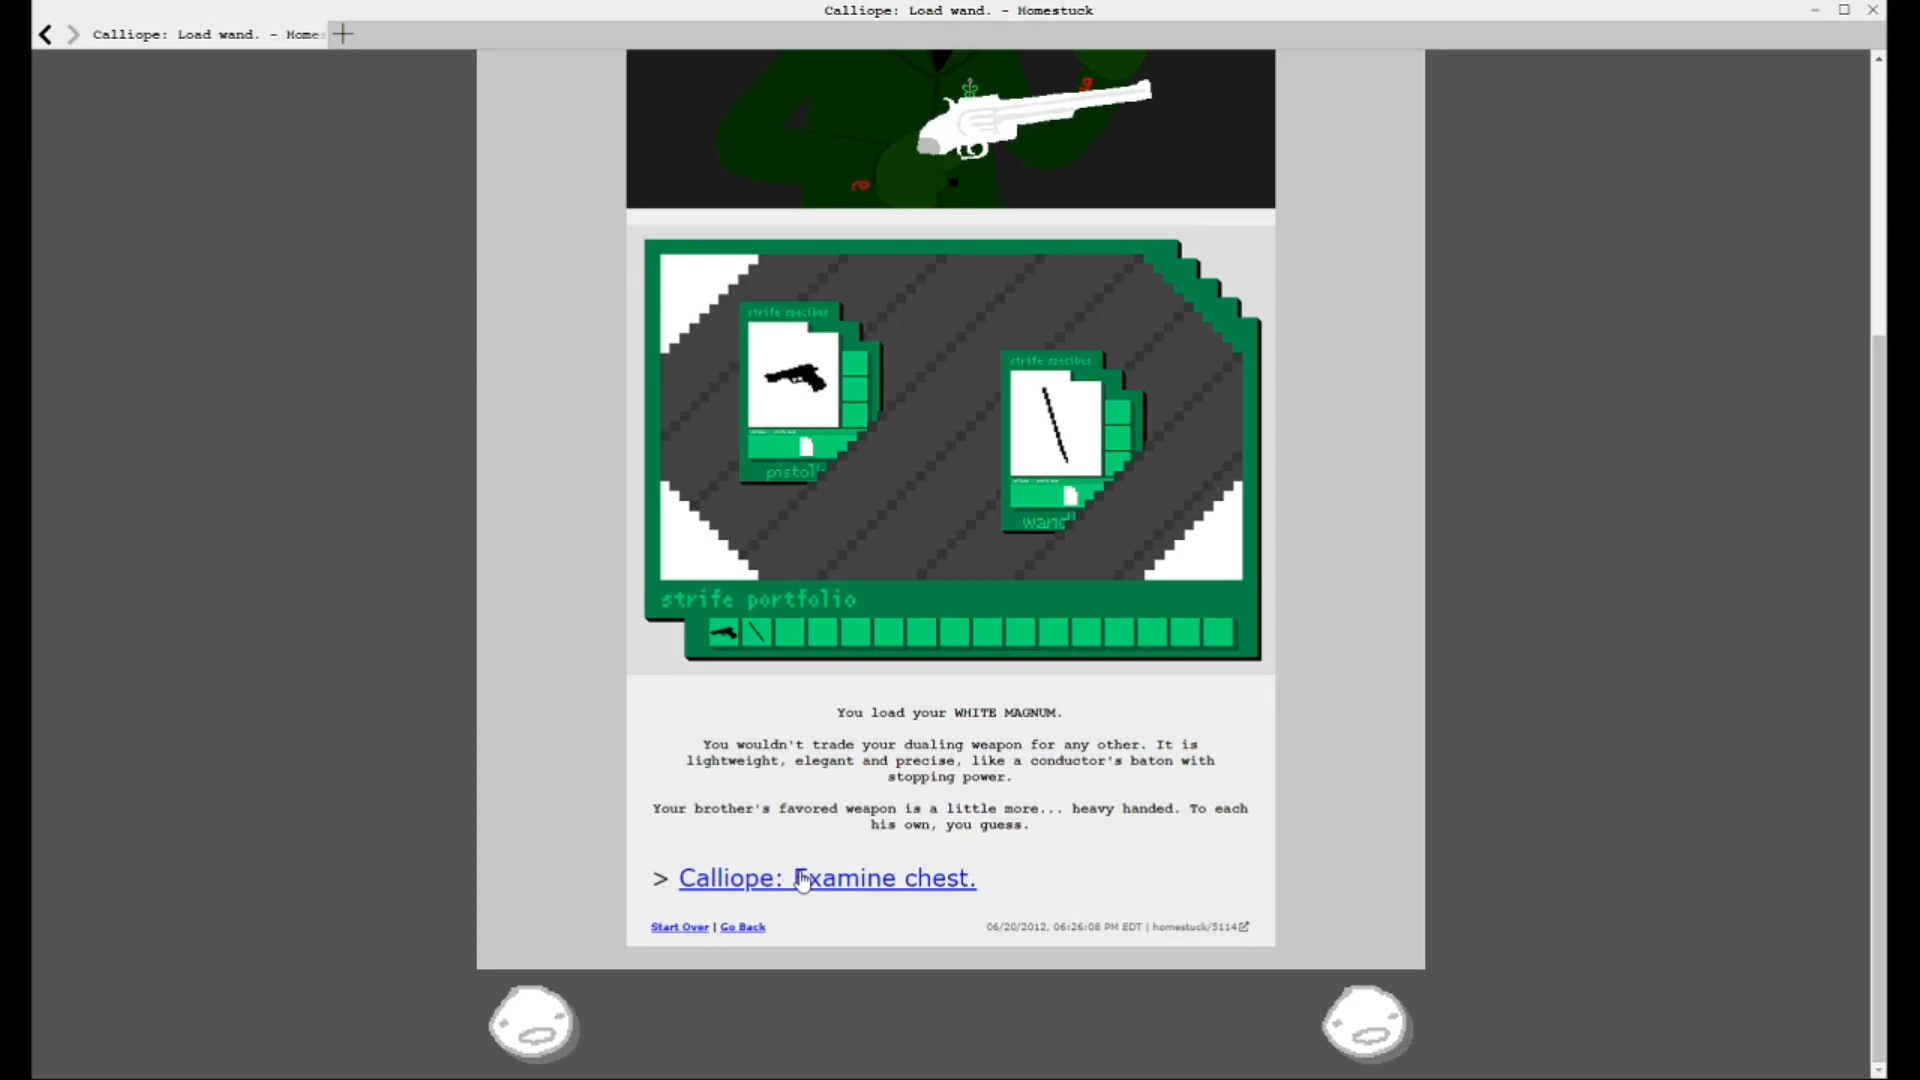 Calliope: Load wand. - Homestuck
Calliope: Load wand. - Homes
strife specibus
pistol
strife specibus
wand
strife portfolio
You load your WHITE MAGNUM.
You wouldn't trade your dualing weapon for any other. It is
lightweight, elegant and precise, like a conductor's baton with
stopping power.
Your brother's favored weapon is a little more... heavy handed. To each
his own, you guess.
> Calliope: Examine chest.
Start Over | Go Back
06/20/2012, 06:26:08 PM EDT | homestuck/5114